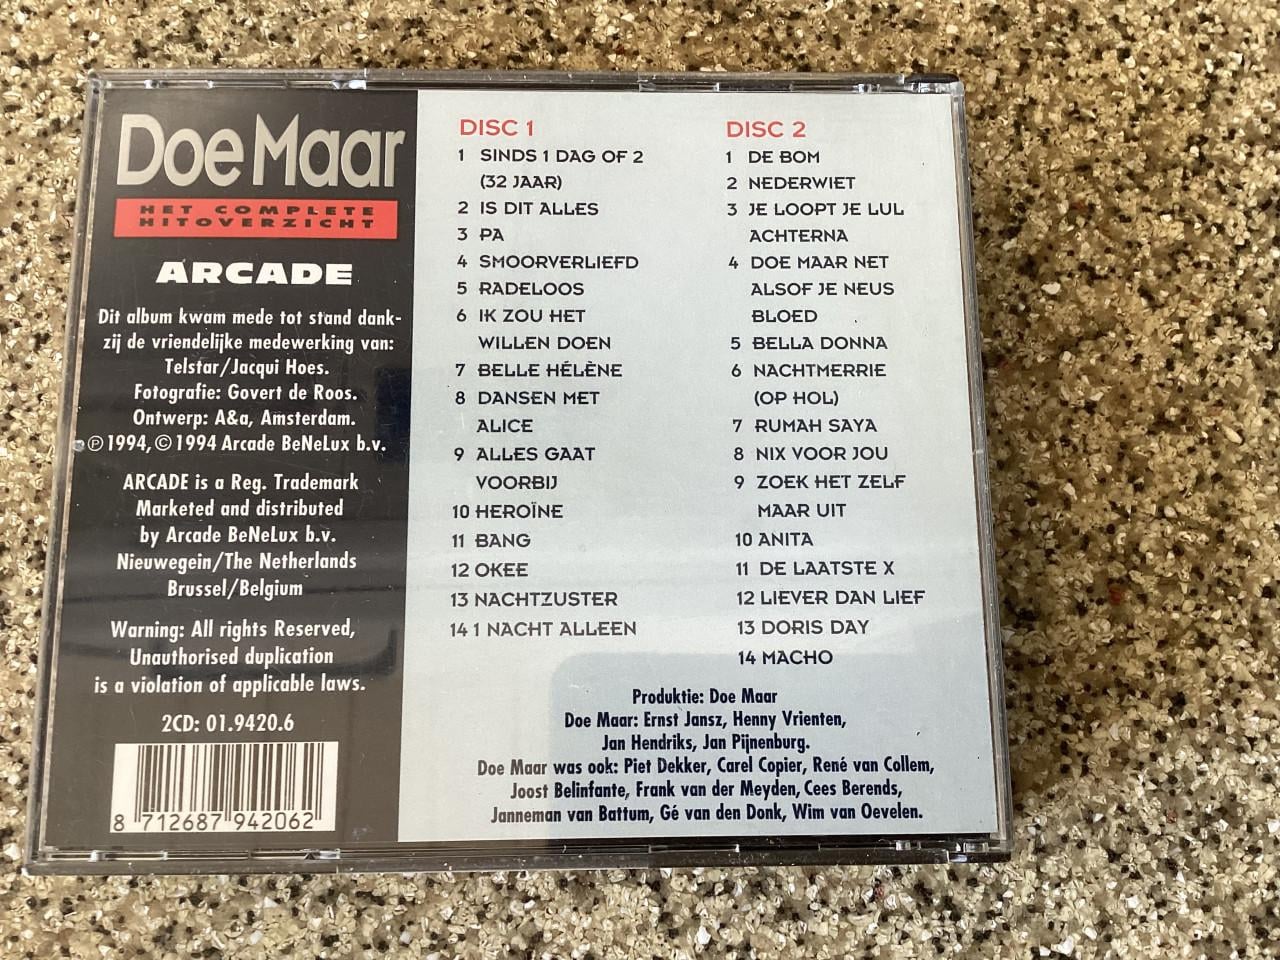 Doe Maar
HET COMPLETE
HITOVERZICHT
ARCADE
Dit album kwam mede tot stand dank-
zij de vriendelijke medewerking van:
Telstar/Jacqui Hoes.
Fotografie: Govert de Roos.
Ontwerp: A&a, Amsterdam.
℗ 1994, © 1994 Arcade BeNeLux b.v.
ARCADE is a Reg. Trademark
Marketed and distributed
by Arcade BeNeLux b.v.
Nieuwegein/The Netherlands
Brussel/Belgium
Warning: All rights Reserved,
Unauthorised duplication
is a violation of applicable laws.
2CD: 01.9420.6
8 712687 942062
DISC 1
1 SINDS 1 DAG OF 2
(32 JAAR)
2 IS DIT ALLES
3 PA
4 SMOORVERLIEFD
5 RADELOOS
6 IK ZOU HET
WILLEN DOEN
7 BELLE HÉLÈNE
8 DANSEN MET
ALICE
9 ALLES GAAT
VOORBIJ
10 HEROÏNE
11 BANG
12 OKEE
13 NACHTZUSTER
14 1 NACHT ALLEEN
DISC 2
1 DE BOM
2 NEDERWIET
3 JE LOOPT JE LUL
ACHTERNA
4 DOE MAAR NET
ALSOF JE NEUS
BLOED
5 BELLA DONNA
6 NACHTMERRIE
(OP HOL)
7 RUMAH SAYA
8 NIX VOOR JOU
9 ZOEK HET ZELF
MAAR UIT
10 ANITA
11 DE LAATSTE X
12 LIEVER DAN LIEF
13 DORIS DAY
14 MACHO
Produktie: Doe Maar
Doe Maar: Ernst Jansz, Henny Vrienten,
Jan Hendriks, Jan Pijnenburg.
Doe Maar was ook: Piet Dekker, Carel Copier, René van Collem,
Joost Belinfante, Frank van der Meyden, Cees Berends,
Janneman van Battum, Gé van den Donk, Wim van Oevelen.